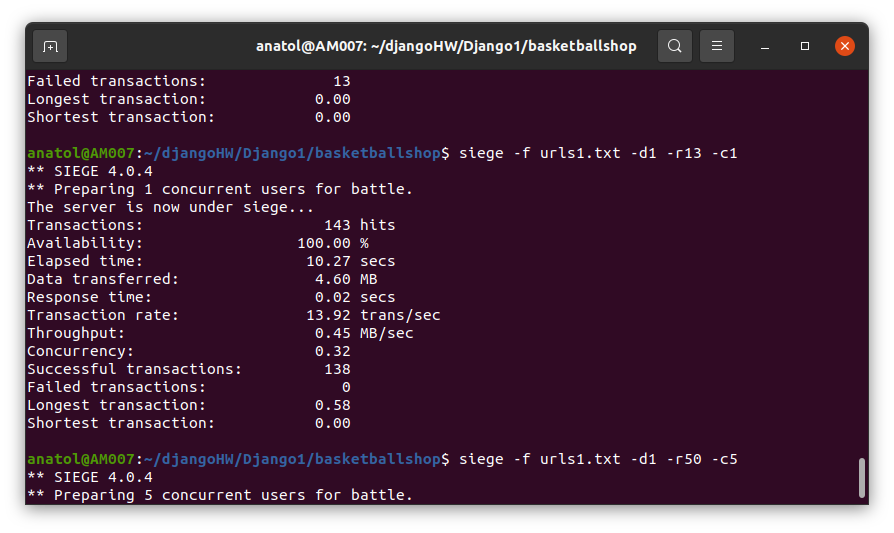 anatol@AM007: ~/djangoHW/Django1/basketballshop
Failed transactions: 13
Longest transaction: 0.00
Shortest transaction: 0.00
anatol@AM007:~/djangoHW/Django1/basketballshop$ siege -f urls1.txt -d1 -r13 -c1
** SIEGE 4.0.4
** Preparing 1 concurrent users for battle.
The server is now under siege...
Transactions: 143 hits
Availability: 100.00 %
Elapsed time: 10.27 secs
Data transferred: 4.60 MB
Response time: 0.02 secs
Transaction rate: 13.92 trans/sec
Throughput: 0.45 MB/sec
Concurrency: 0.32
Successful transactions: 138
Failed transactions: 0
Longest transaction: 0.58
Shortest transaction: 0.00
anatol@AM007:~/djangoHW/Django1/basketballshop$ siege -f urls1.txt -d1 -r50 -c5
** SIEGE 4.0.4
** Preparing 5 concurrent users for battle.